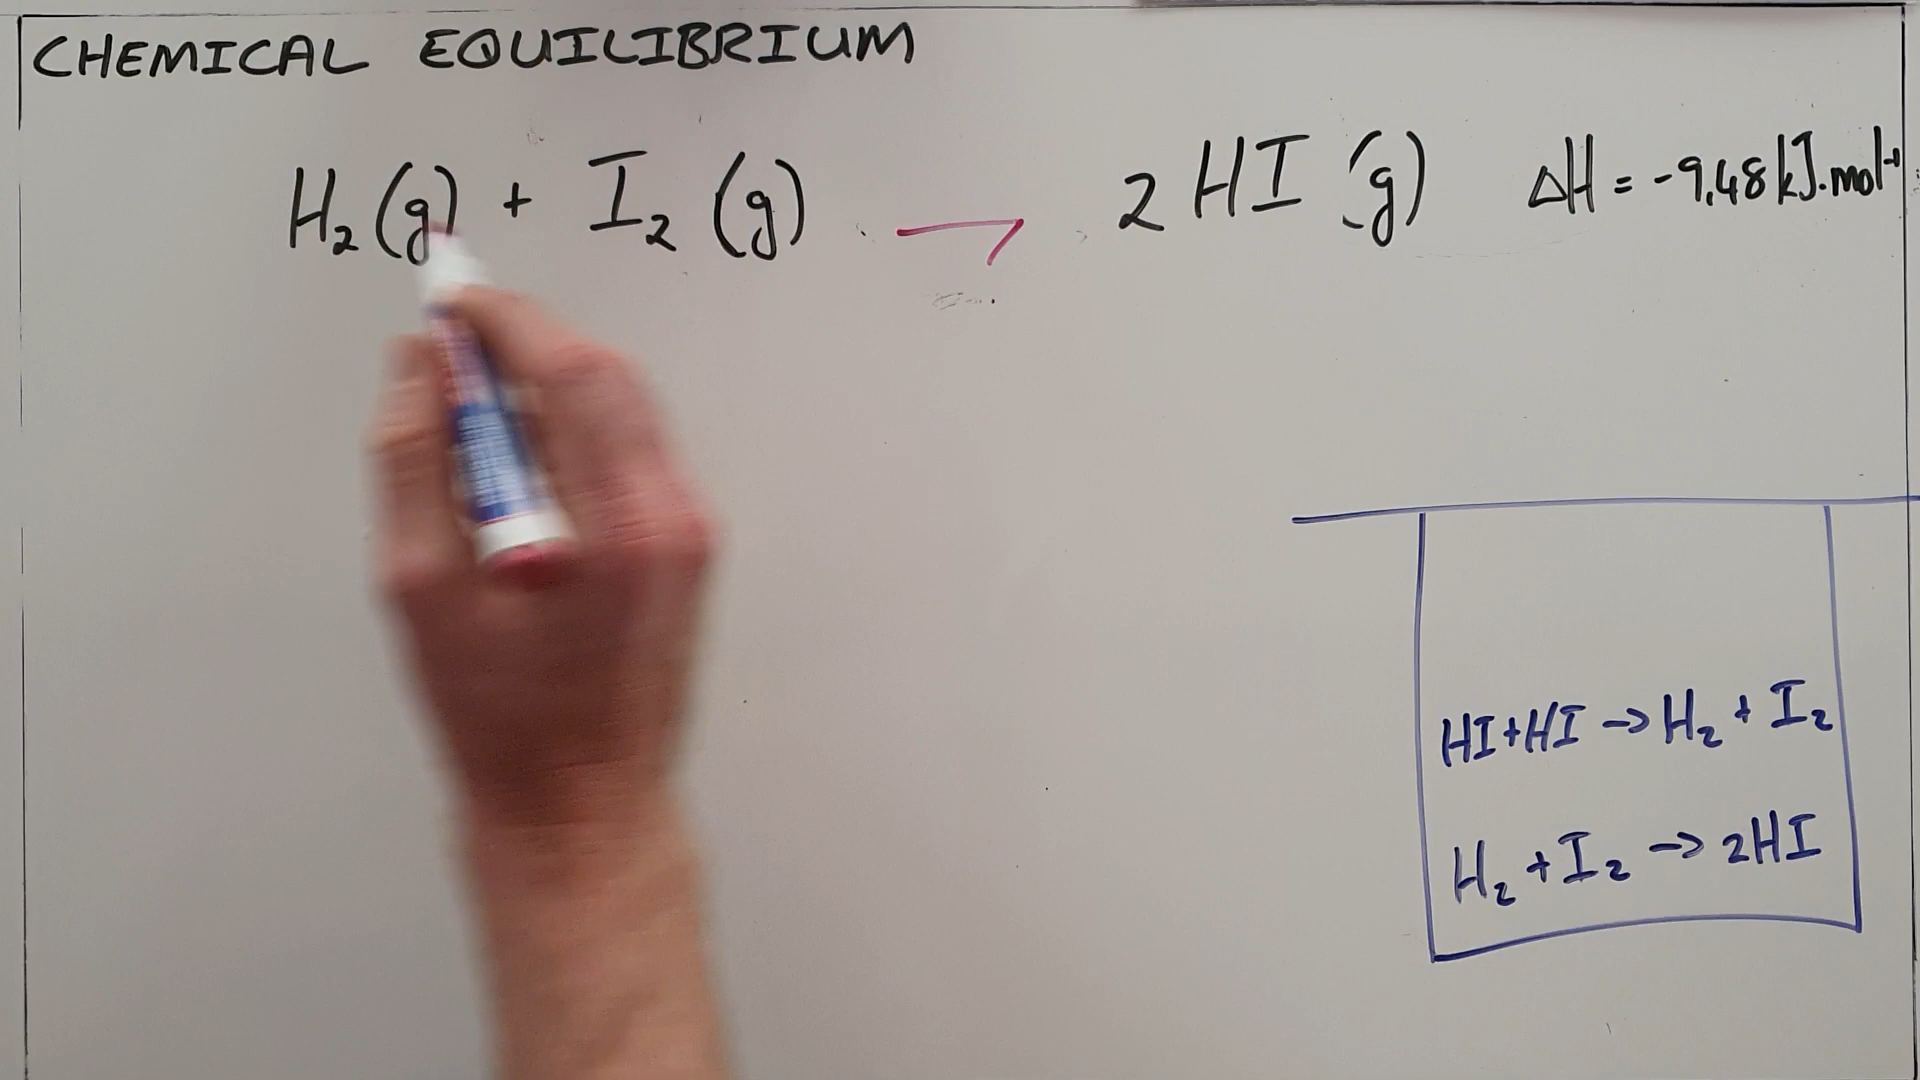 CHEMICAL EQUILIBRIUM
H₂(g) + I₂ (g) ⇀ 2 HI (g) ΔH = -9,48 kJ.mol⁻¹
HI+HI → H₂ + I₂
H₂ + I₂ → 2HI